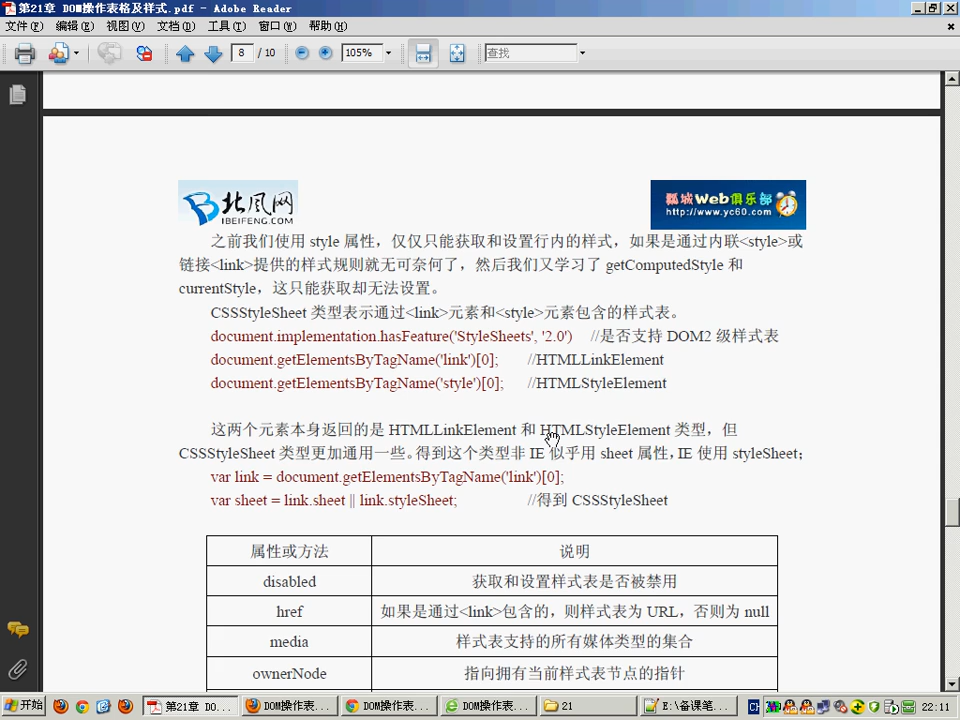 第21章 DOM操作表格及样式.pdf - Adobe Reader
文件(F) 编辑(E) 视图(V) 文档(D) 工具(T) 窗口(W) 帮助(H)
8 / 10 105% 查找
北风网
IBEIFENG.COM
瓢城Web俱乐部
http://www.yc60.com
之前我们使用 style 属性，仅仅只能获取和设置行内的样式，如果是通过内联<style>或
链接<link>提供的样式规则就无可奈何了，然后我们又学习了 getComputedStyle 和
currentStyle，这只能获取却无法设置。
CSSStyleSheet 类型表示通过<link>元素和<style>元素包含的样式表。
document.implementation.hasFeature('StyleSheets', '2.0') //是否支持 DOM2 级样式表
document.getElementsByTagName('link')[0]; //HTMLLinkElement
document.getElementsByTagName('style')[0]; //HTMLStyleElement
这两个元素本身返回的是 HTMLLinkElement 和 HTMLStyleElement 类型，但
CSSStyleSheet 类型更加通用一些。得到这个类型非 IE 似乎用 sheet 属性，IE 使用 styleSheet；
var link = document.getElementsByTagName('link')[0];
var sheet = link.sheet || link.styleSheet; //得到 CSSStyleSheet
属性或方法 说明
disabled 获取和设置样式表是否被禁用
href 如果是通过<link>包含的，则样式表为 URL，否则为 null
media 样式表支持的所有媒体类型的集合
ownerNode 指向拥有当前样式表节点的指针
开始 第21章 DO... DOM操作表... DOM操作表... DOM操作表... 21 E:\备课笔... 22:11